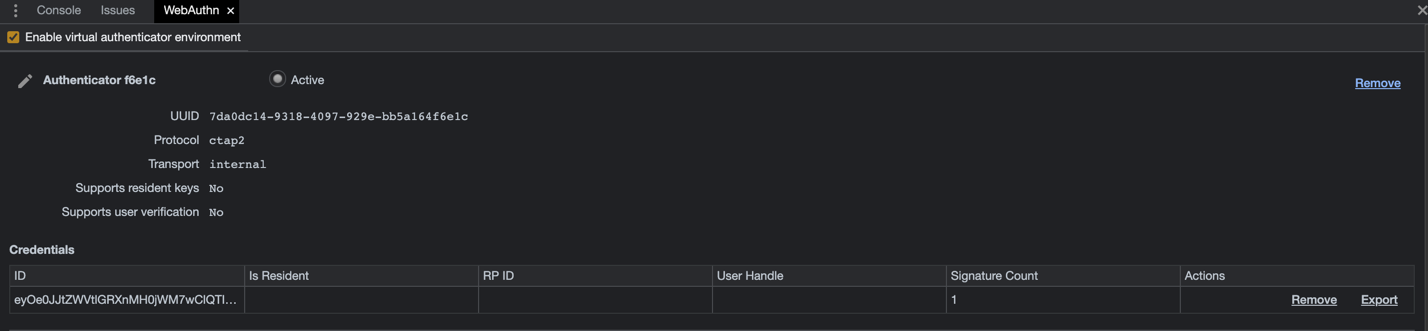 Console Issues WebAuthn ×
Enable virtual authenticator environment
Authenticator f6e1c Active Remove
UUID 7da0dc14-9318-4097-929e-bb5a164f6e1c
Protocol ctap2
Transport internal
Supports resident keys No
Supports user verification No
Credentials
ID Is Resident RP ID User Handle Signature Count Actions
eyOe0JJtZWVtlGRXnMH0jWM7wClQTI... 1 Remove Export